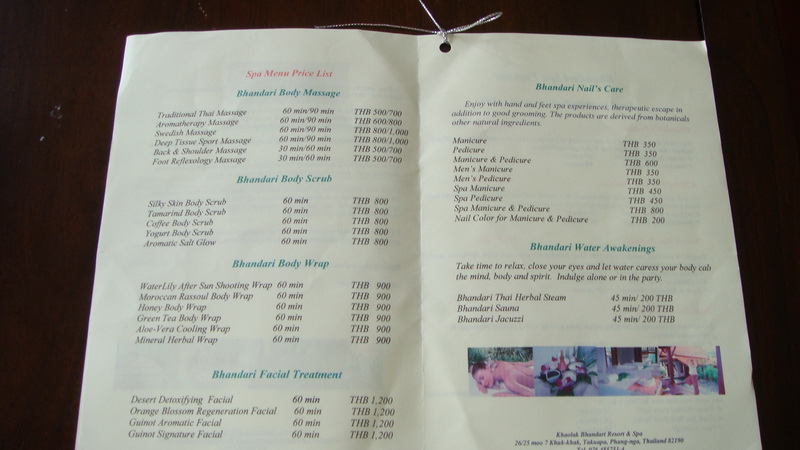 Spa Menu Price List
Bhandari Body Massage
Traditional Thai Massage 60 min/90 min THB 500/700
Aromatherapy Massage 60 min/90 min THB 600/800
Swedish Massage 60 min/90 min THB 800/1,000
Deep Tissue Sport Massage 60 min/90 min THB 800/1,000
Back & Shoulder Massage 30 min/60 min THB 500/700
Foot Reflexology Massage 30 min/60 min THB 500/700
Bhandari Body Scrub
Silky Skin Body Scrub 60 min THB 800
Tamarind Body Scrub 60 min THB 800
Coffee Body Scrub 60 min THB 800
Yogurt Body Scrub 60 min THB 800
Aromatic Salt Glow 60 min THB 800
Bhandari Body Wrap
WaterLily After Sun Shooting Wrap 60 min THB 900
Moroccan Rassoul Body Wrap 60 min THB 900
Honey Body Wrap 60 min THB 900
Green Tea Body Wrap 60 min THB 900
Aloe-Vera Cooling Wrap 60 min THB 900
Mineral Herbal Wrap 60 min THB 900
Bhandari Facial Treatment
Desert Detoxifying Facial 60 min THB 1,200
Orange Blossom Regeneration Facial 60 min THB 1,200
Guinot Aromatic Facial 60 min THB 1,200
Guinot Signature Facial 60 min THB 1,200
Bhandari Nail's Care
Enjoy with hand and feet spa experiences, therapeutic escape in
addition to good grooming. The products are derived from botanicals
other natural ingredients.
Manicure THB 350
Pedicure THB 350
Manicure & Pedicure THB 600
Men's Manicure THB 350
Men's Pedicure THB 350
Spa Manicure THB 450
Spa Pedicure THB 450
Spa Manicure & Pedicure THB 800
Nail Color for Manicure & Pedicure THB 200
Bhandari Water Awakenings
Take time to relax, close your eyes and let water caress your body cab
the mind, body and spirit. Indulge alone or in the party.
Bhandari Thai Herbal Steam 45 min/ 200 THB
Bhandari Sauna 45 min/ 200 THB
Bhandari Jacuzzi 45 min/ 200 THB
Khaolak Bhandari Resort & Spa
26/25 moo 7 Khuk-khak, Takuapa, Phang-nga, Thailand 82190